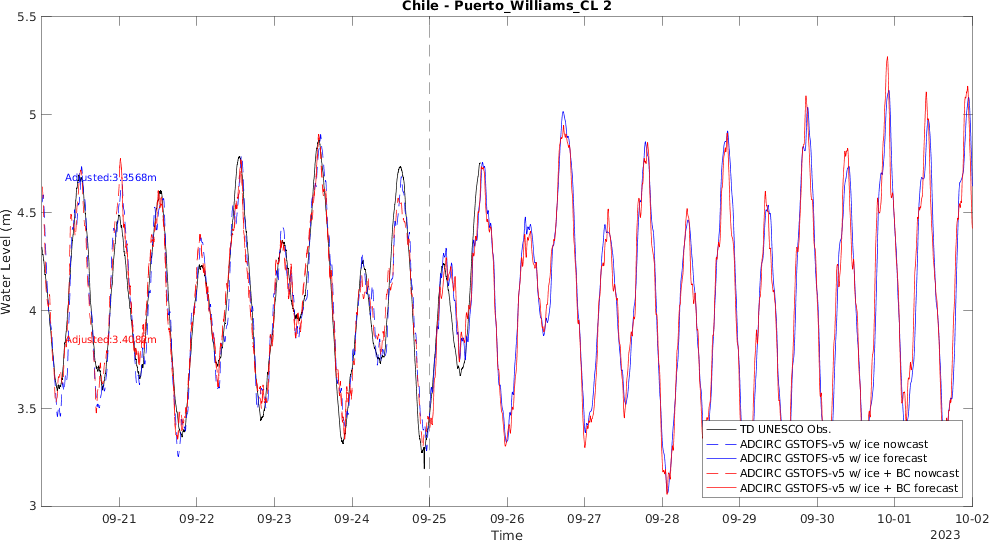 Chile - Puerto_Williams_CL 2
5.5
5
4.5
4
3.5
3
Water Level (m)
Adjusted:3.3568m
Adjusted:3.4082m
TD UNESCO Obs.
ADCIRC GSTOFS-v5 w/ ice nowcast
ADCIRC GSTOFS-v5 w/ ice forecast
ADCIRC GSTOFS-v5 w/ ice + BC nowcast
ADCIRC GSTOFS-v5 w/ ice + BC forecast
09-21 09-22 09-23 09-24 09-25 09-26 09-27 09-28 09-29 09-30 10-01 10-02
Time
2023